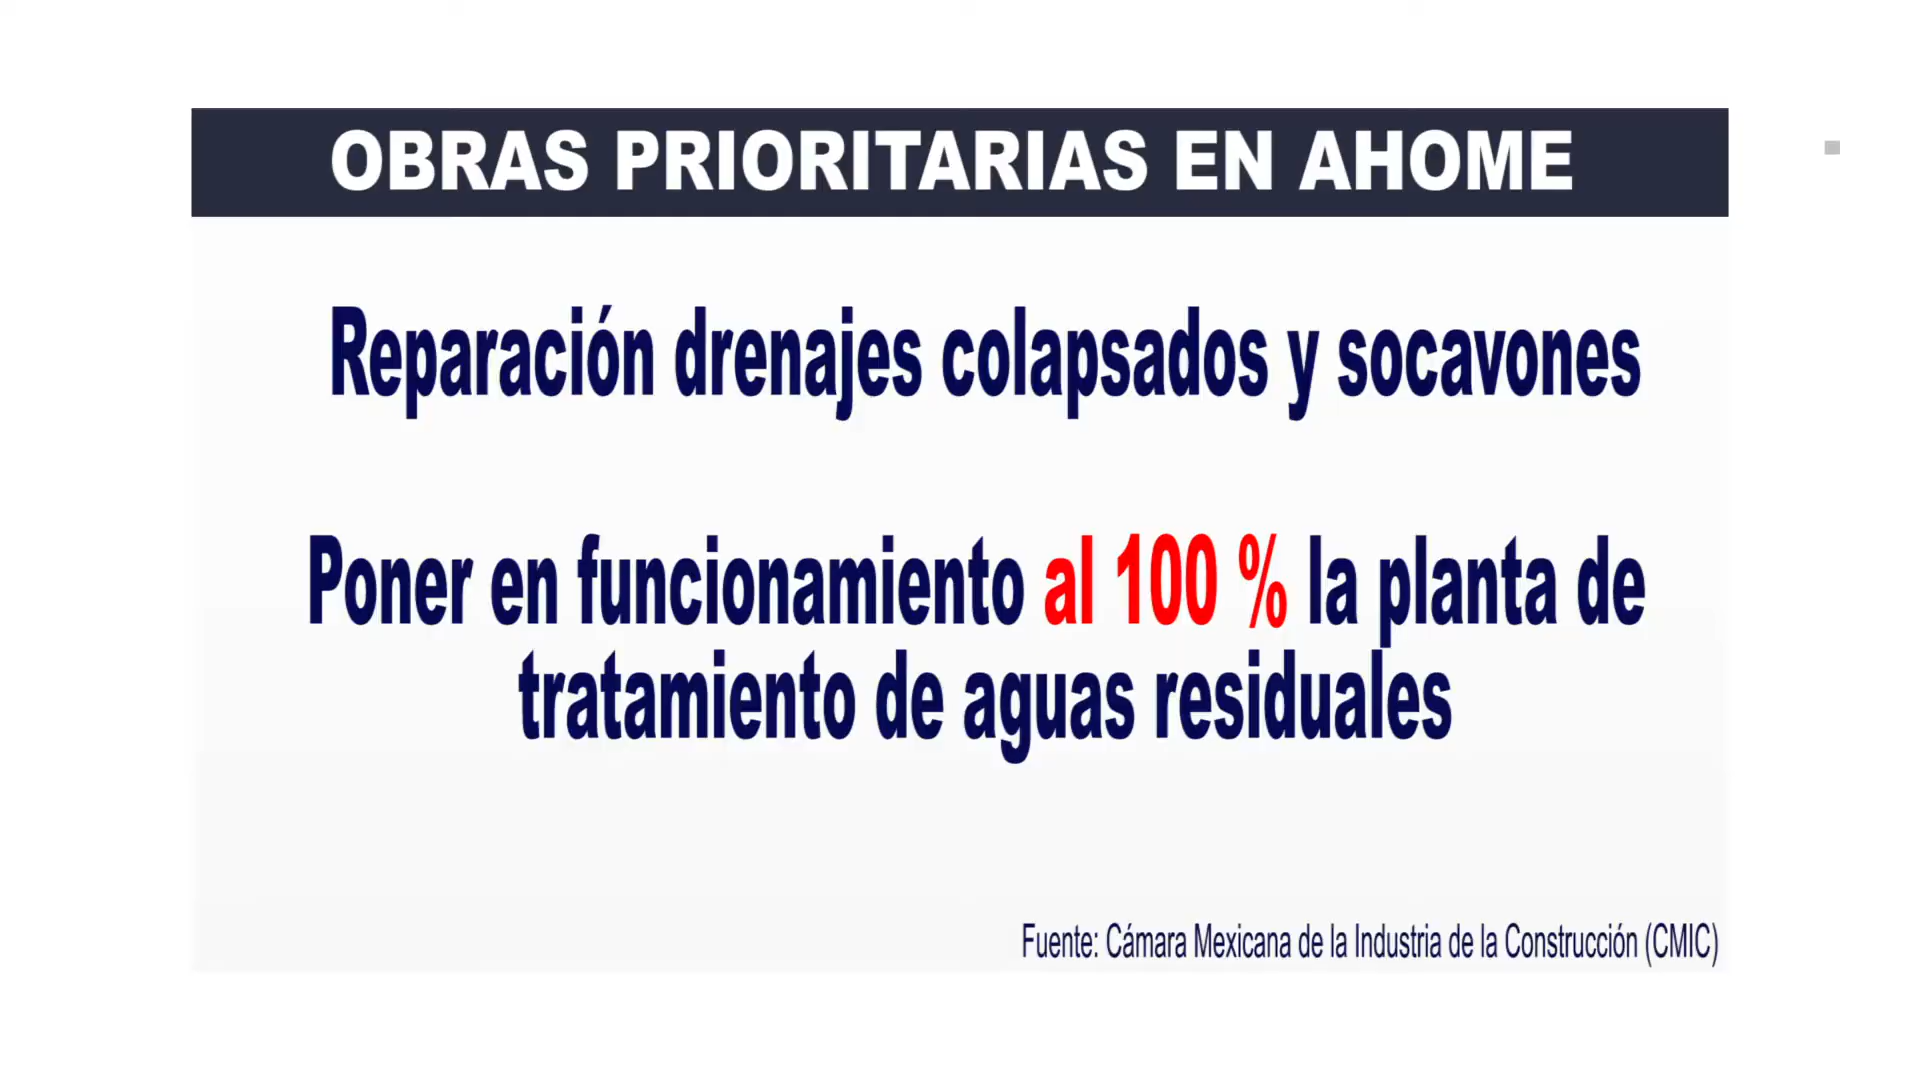 OBRAS PRIORITARIAS EN AHOME
Reparación drenajes colapsados y socavones
Poner en funcionamiento al 100 % la planta de
tratamiento de aguas residuales
Fuente: Cámara Mexicana de la Industria de la Construcción (CMIC)